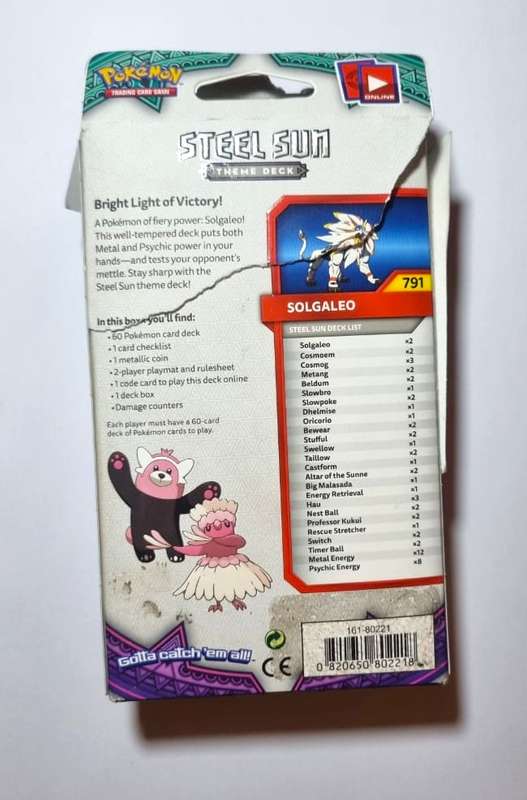 Pokémon
TRADING CARD GAME
ONLINE
STEEL SUN
THEME DECK
Bright Light of Victory!
A Pokémon of fiery power: Solgaleo!
This well-tempered deck puts both
Metal and Psychic power in your
hands—and tests your opponent's
mettle. Stay sharp with the
Steel Sun theme deck!
In this box you'll find:
• 60 Pokémon card deck
• 1 card checklist
• 1 metallic coin
• 2-player playmat and rulesheet
• 1 code card to play this deck online
• 1 deck box
• Damage counters
Each player must have a 60-card
deck of Pokémon cards to play.
791
SOLGALEO
STEEL SUN DECK LIST
Solgaleo ×2
Cosmoem ×2
Cosmog ×3
Metang ×2
Beldum ×2
Slowbro ×1
Slowpoke ×2
Dhelmise ×1
Oricorio ×1
Bewear ×2
Stufful ×2
Swellow ×1
Taillow ×2
Castform ×1
Altar of the Sunne ×2
Big Malasada ×1
Energy Retrieval ×1
Hau ×3
Nest Ball ×2
Professor Kukui ×2
Rescue Stretcher ×1
Switch ×2
Timer Ball ×2
Metal Energy ×12
Psychic Energy ×8
Gotta catch 'em all!
CE
161-80221
0 820650 802218